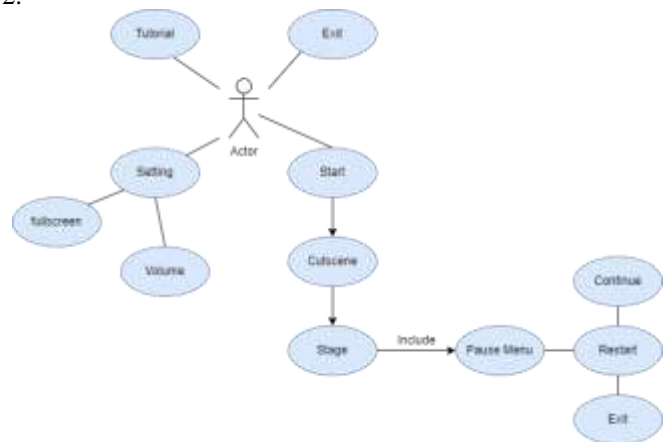 2.
Tutorial
Exit
Actor
Setting
Start
fullscreen
Volume
Cutscene
Continue
Stage
Include
Pause Menu
Restart
Exit